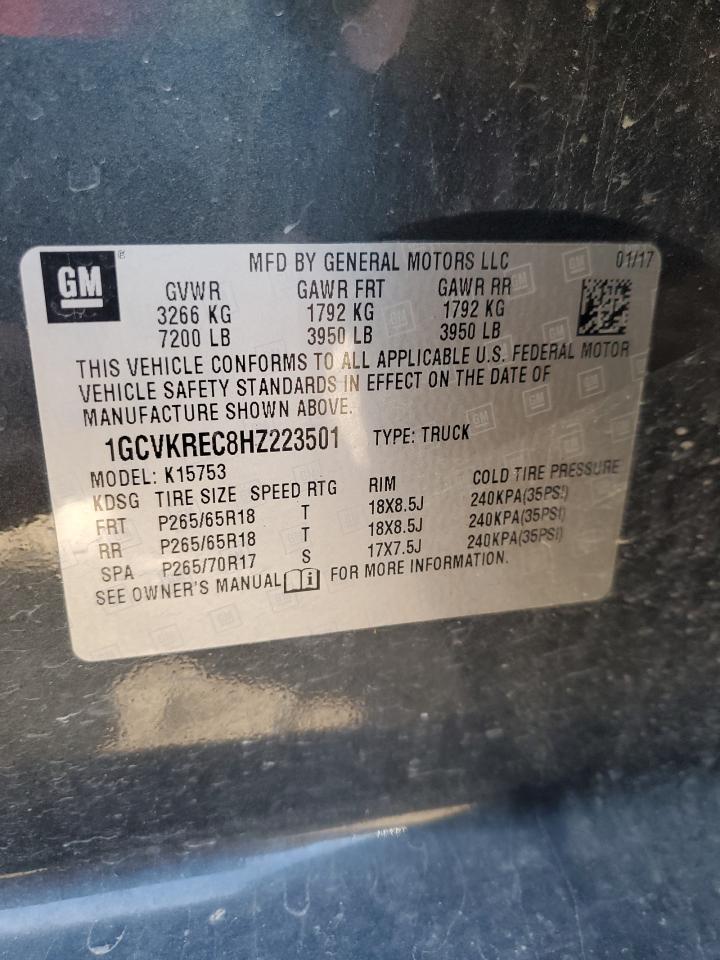 GM ®
MFD BY GENERAL MOTORS LLC 01/17
GVWR GAWR FRT GAWR RR
3266 KG 1792 KG 1792 KG
7200 LB 3950 LB 3950 LB
THIS VEHICLE CONFORMS TO ALL APPLICABLE U.S. FEDERAL MOTOR
VEHICLE SAFETY STANDARDS IN EFFECT ON THE DATE OF
MANUFACTURE SHOWN ABOVE.
1GCVKREC8HZ223501 TYPE: TRUCK
MODEL: K15753
KDSG TIRE SIZE SPEED RTG RIM COLD TIRE PRESSURE
FRT P265/65R18 T 18X8.5J 240KPA(35PSI)
RR P265/65R18 T 18X8.5J 240KPA(35PSI)
SPA P265/70R17 S 17X7.5J 240KPA(35PSI)
SEE OWNER'S MANUAL FOR MORE INFORMATION.